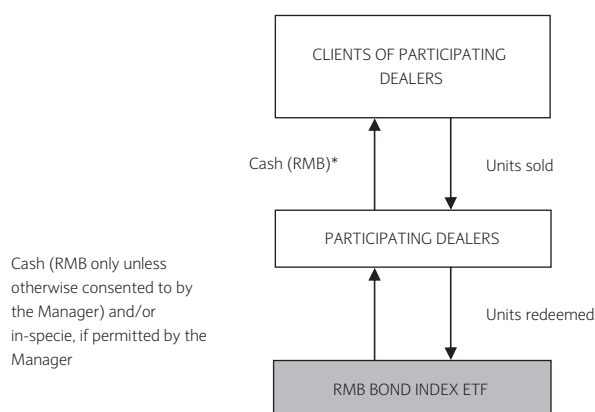 CLIENTS OF PARTICIPATING
DEALERS
Cash (RMB)*
Units sold
PARTICIPATING DEALERS
Cash (RMB only unless
otherwise consented to by
the Manager) and/or
in-specie, if permitted by the
Manager
Units redeemed
RMB BOND INDEX ETF